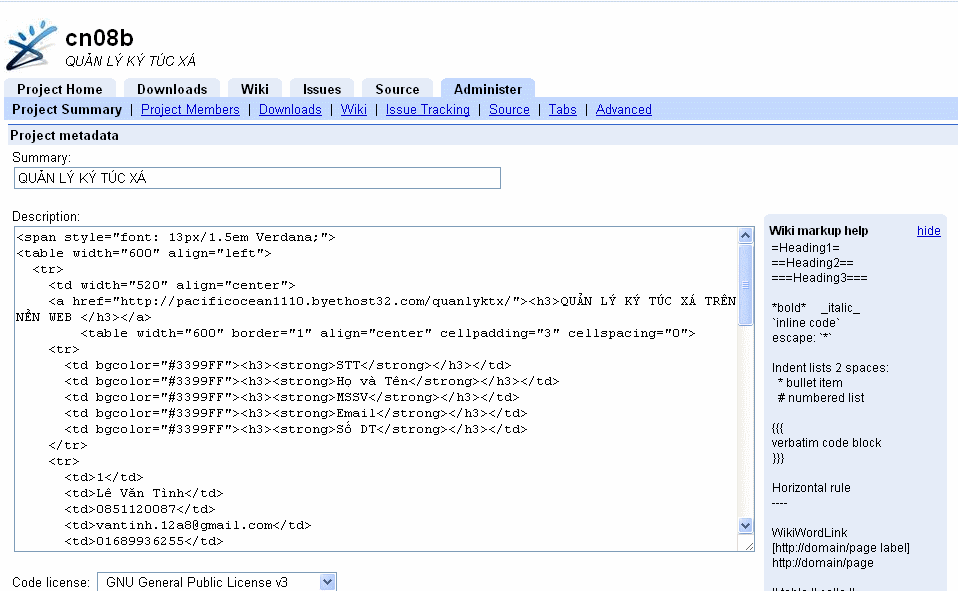 cn08b
QUẢN LÝ KÝ TÚC XÁ
Project Home Downloads Wiki Issues Source Administer
Project Summary | Project Members | Downloads | Wiki | Issue Tracking | Source | Tabs | Advanced
Project metadata
Summary:
QUẢN LÝ KÝ TÚC XÁ
Description:
<span style="font: 13px/1.5em Verdana;">
<table width="600" align="left">
<tr>
<td width="520" align="center">
<a href="http://pacificocean1110.byethost32.com/quanlyktx/"><h3>QUẢN LÝ KÝ TÚC XÁ TRÊN
NỀN WEB </h3></a>
<table width="600" border="1" align="center" cellpadding="3" cellspacing="0">
<tr>
<td bgcolor="#3399FF"><h3><strong>STT</strong></h3></td>
<td bgcolor="#3399FF"><h3><strong>Họ và Tên</strong></h3></td>
<td bgcolor="#3399FF"><h3><strong>MSSV</strong></h3></td>
<td bgcolor="#3399FF"><h3><strong>Email</strong></h3></td>
<td bgcolor="#3399FF"><h3><strong>Số DT</strong></h3></td>
</tr>
<tr>
<td>1</td>
<td>Lê Văn Tình</td>
<td>0851120087</td>
<td>vantinh.12a8@gmail.com</td>
<td>01689936255</td>
Wiki markup help hide
=Heading1=
==Heading2==
===Heading3===
*bold* _italic_
`inline code`
escape: `*`
Indent lists 2 spaces:
* bullet item
# numbered list
{{{
verbatim code block
}}}
Horizontal rule
----
WikiWordLink
[http://domain/page label]
http://domain/page
Code license: GNU General Public License v3